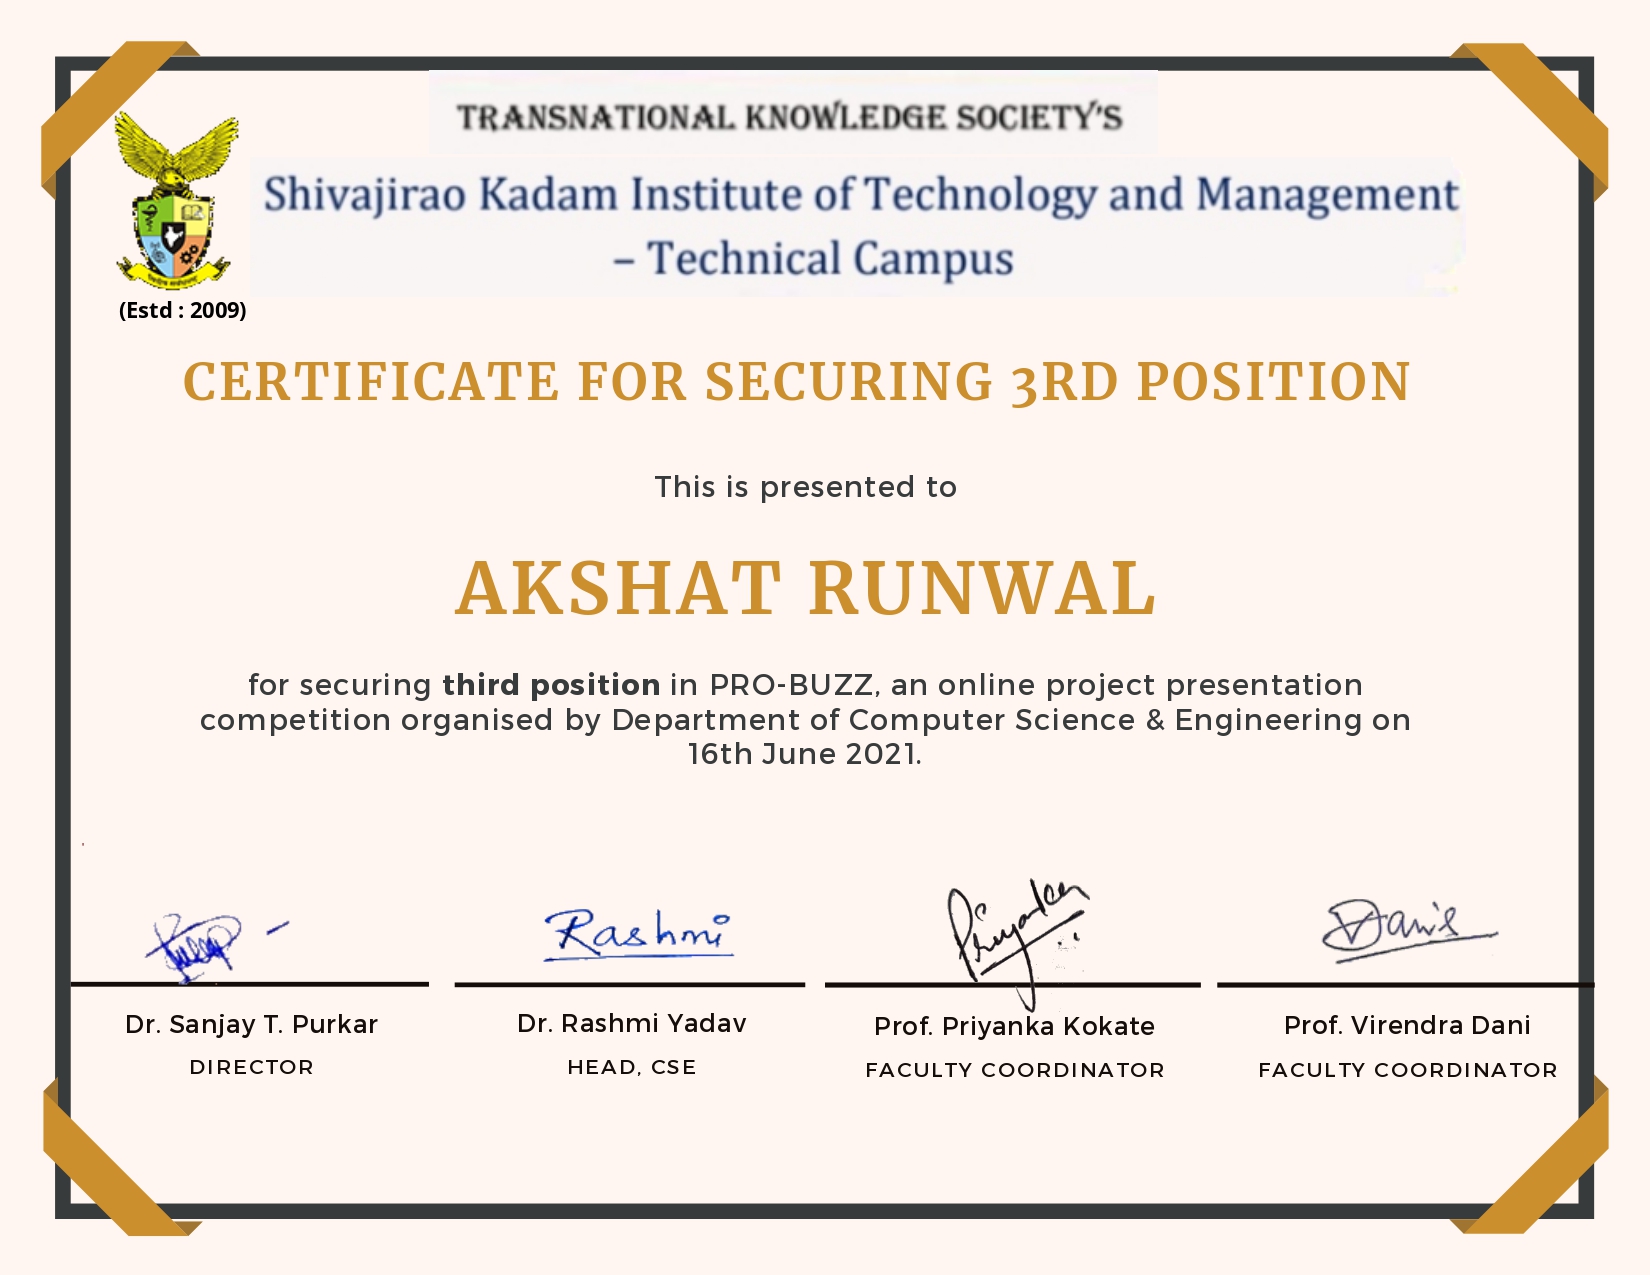 TRANSNATIONAL KNOWLEDGE SOCIETY'S
Shivajirao Kadam Institute of Technology and Management
– Technical Campus
(Estd : 2009)
CERTIFICATE FOR SECURING 3RD POSITION
This is presented to
AKSHAT RUNWAL
for securing third position in PRO-BUZZ, an online project presentation
competition organised by Department of Computer Science & Engineering on
16th June 2021.
Rashmi
Priyanka
Dani
Dr. Sanjay T. Purkar
Dr. Rashmi Yadav
Prof. Priyanka Kokate
Prof. Virendra Dani
DIRECTOR
HEAD, CSE
FACULTY COORDINATOR
FACULTY COORDINATOR